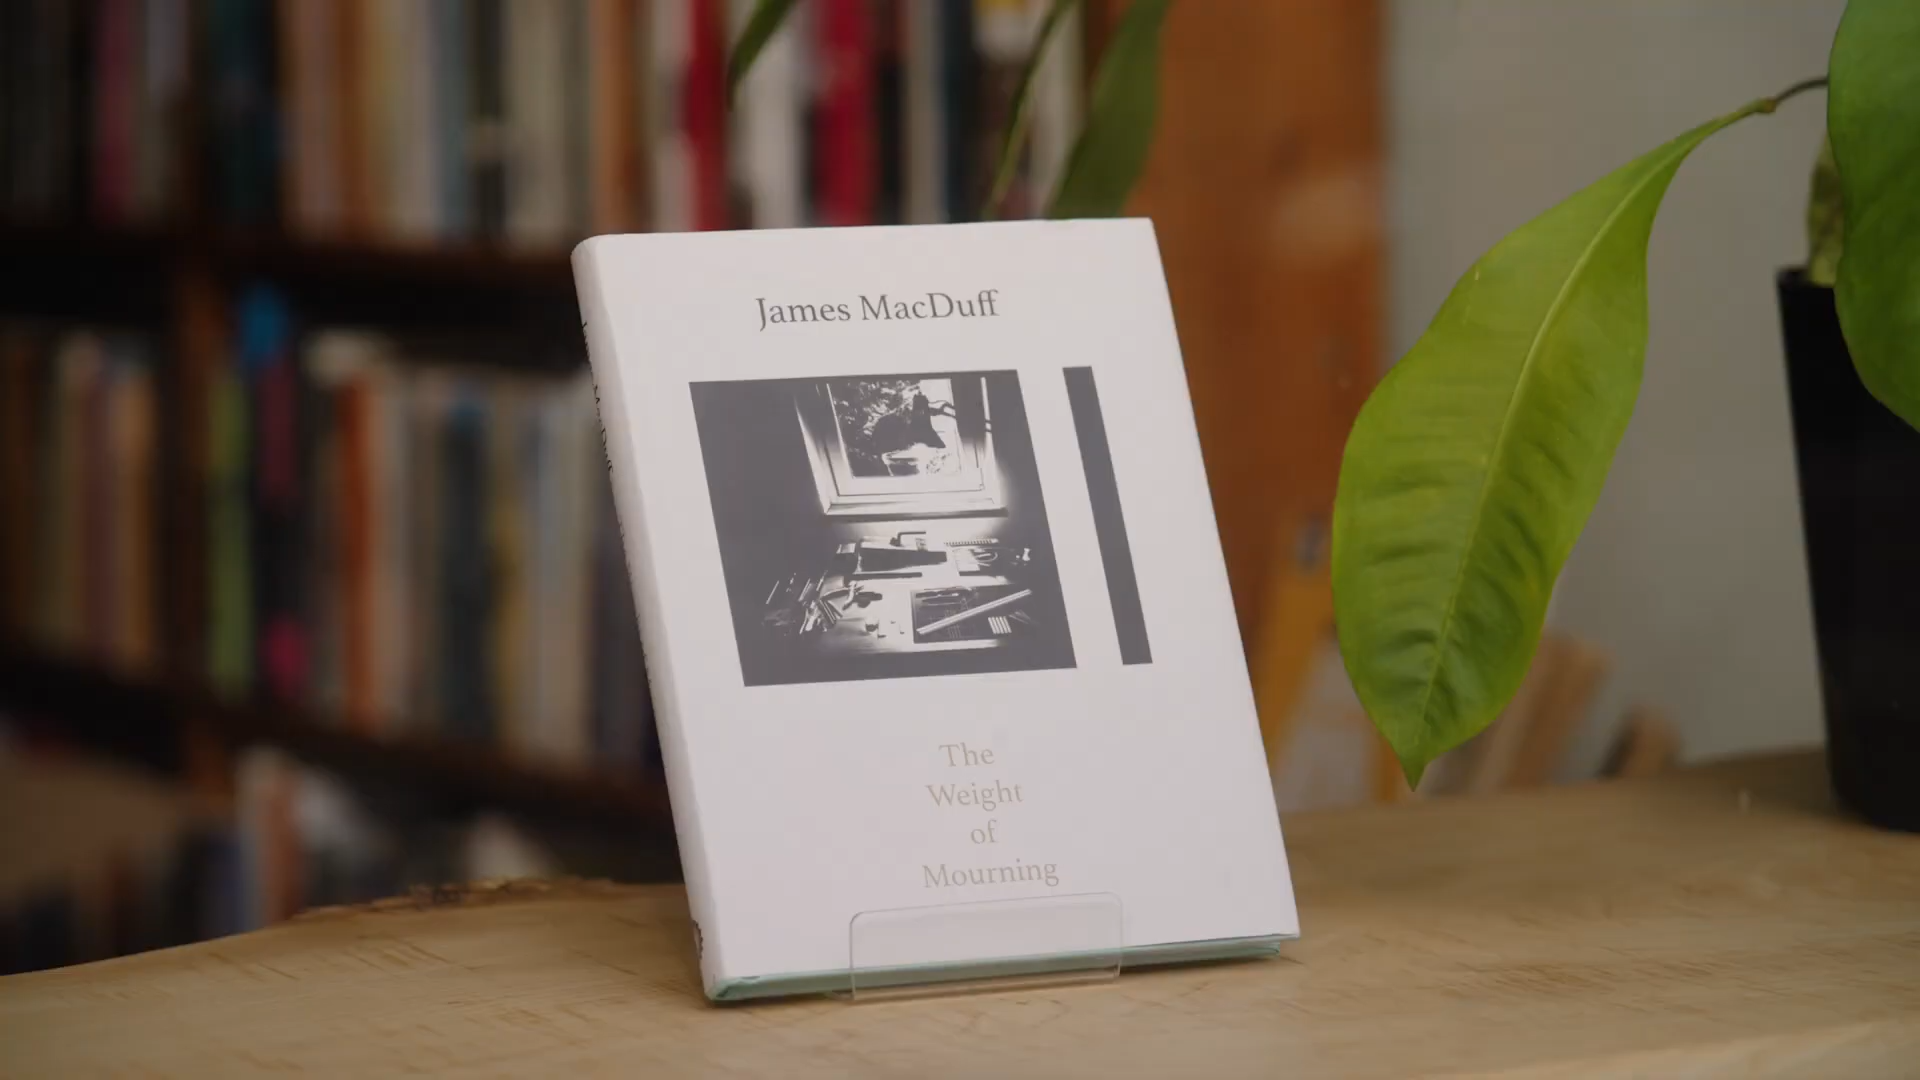 James MacDuff
The
Weight
of
Mourning